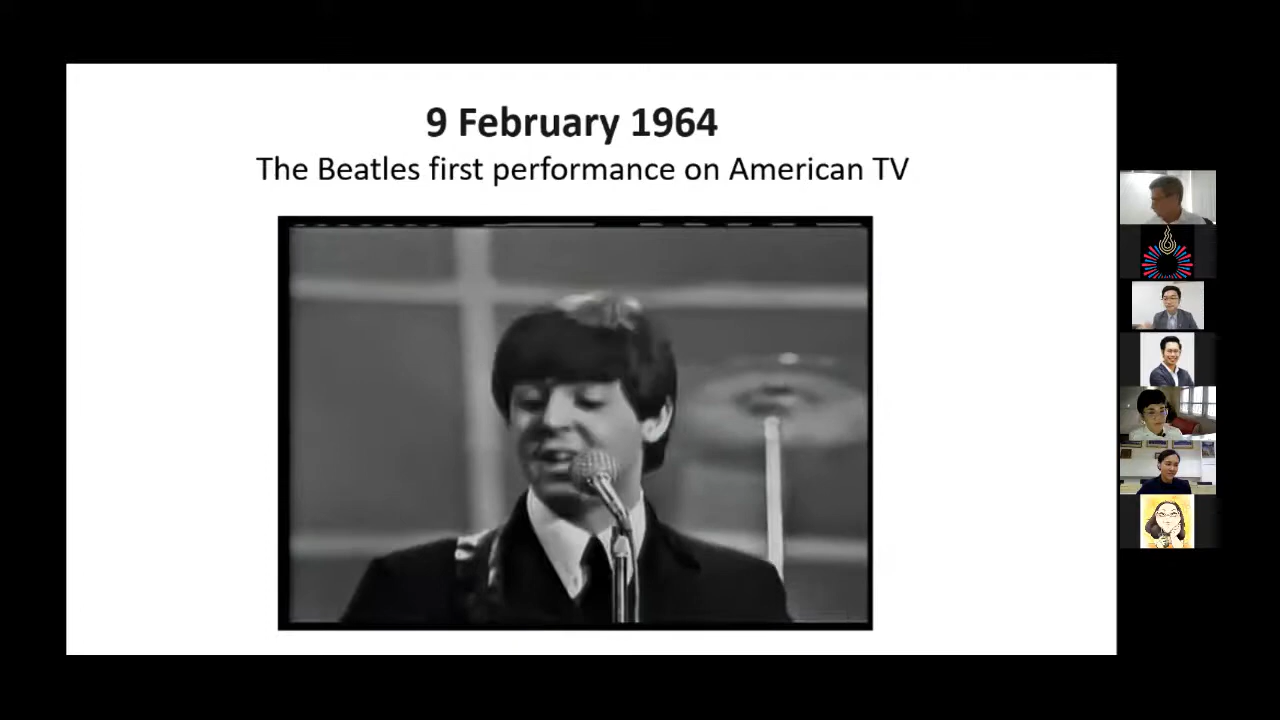 9 February 1964
The Beatles first performance on American TV